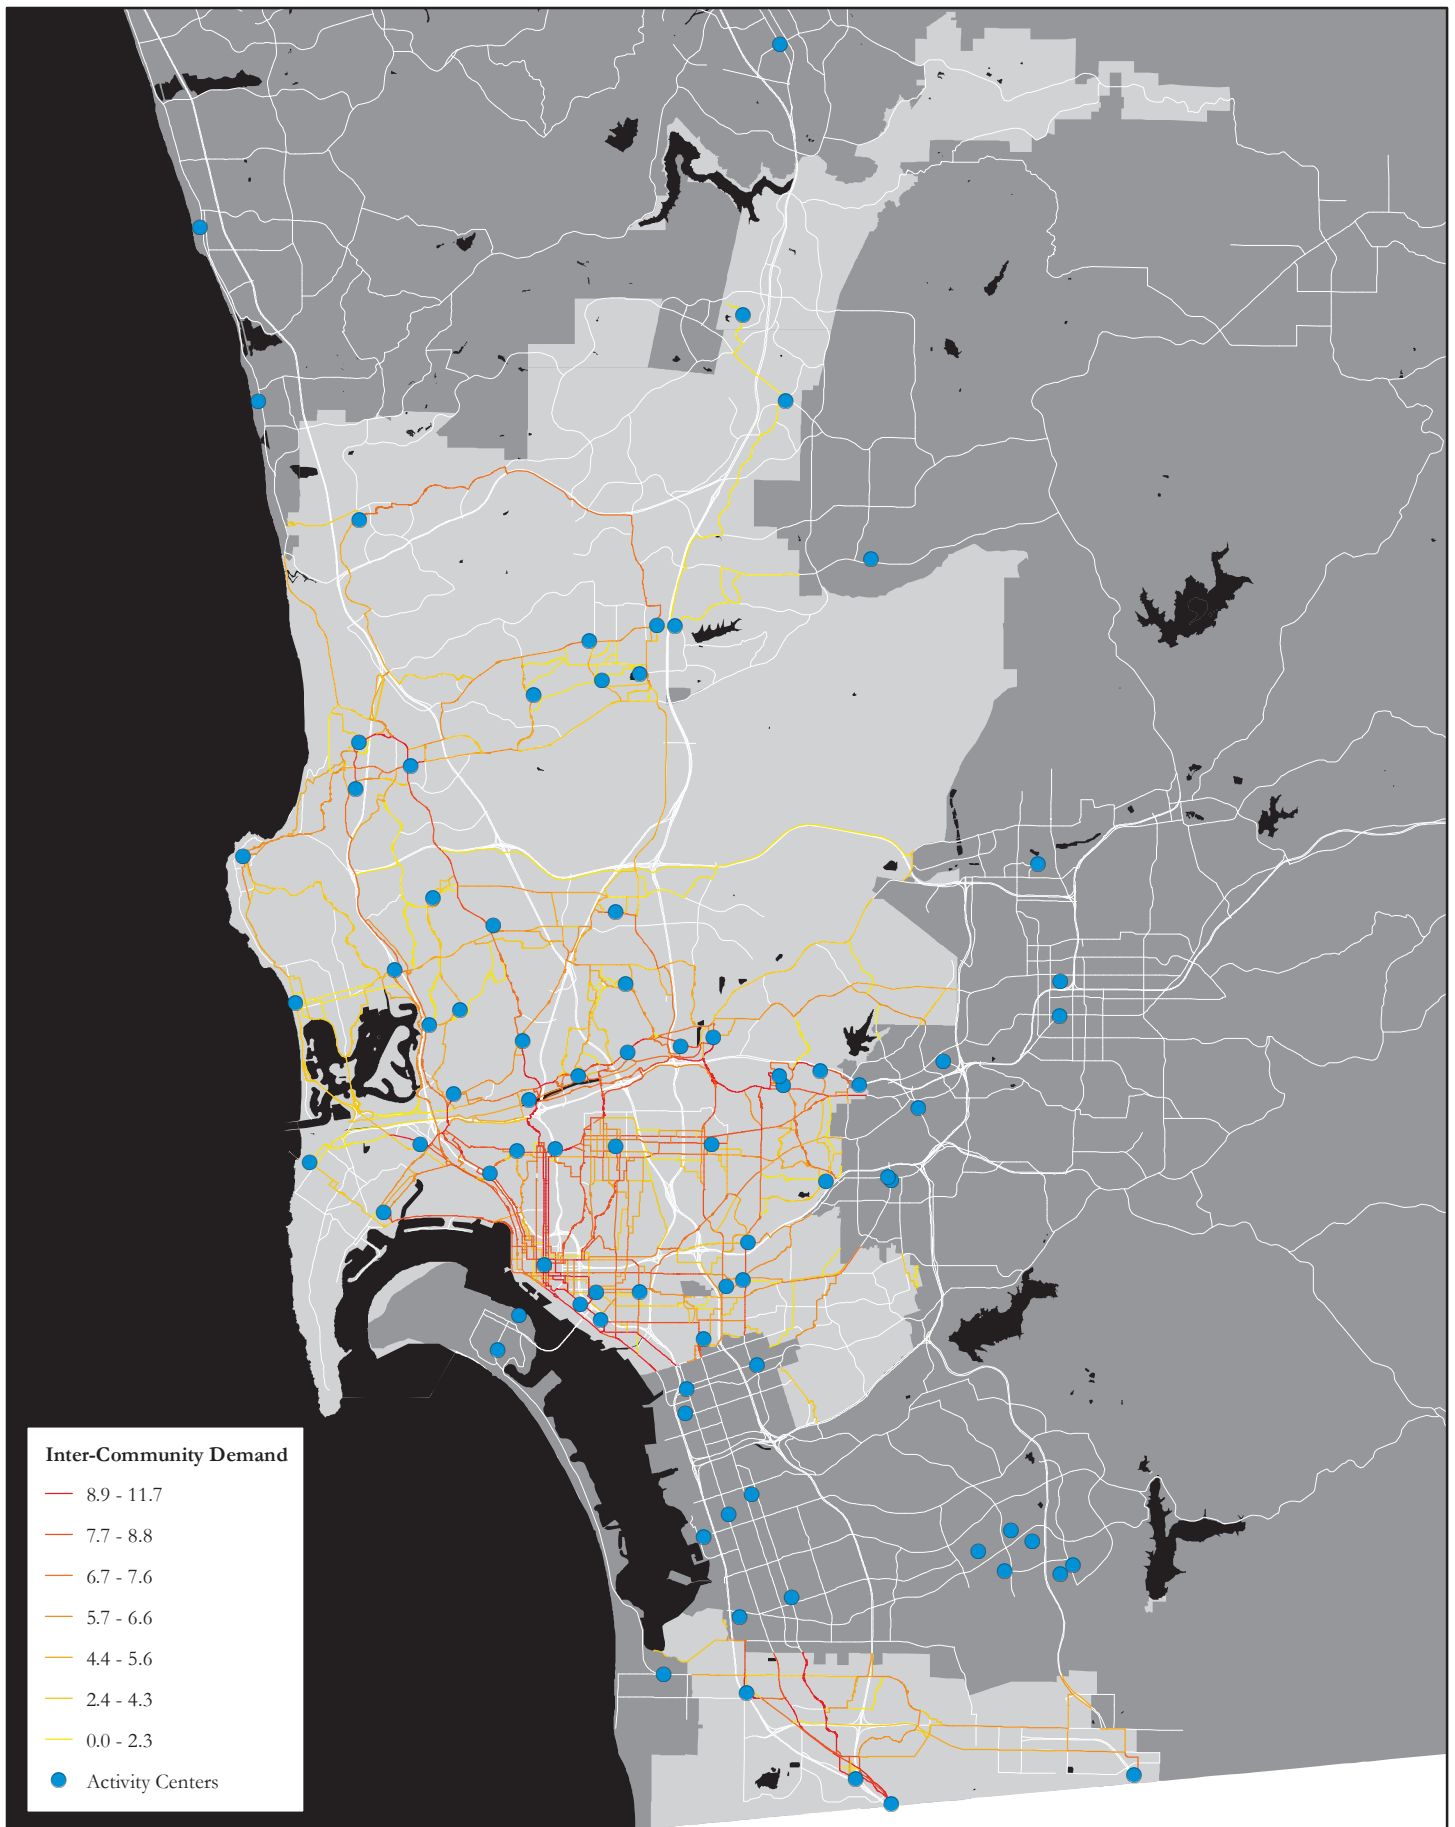 Inter-Community Demand
8.9 - 11.7
7.7 - 8.8
6.7 - 7.6
5.7 - 6.6
4.4 - 5.6
2.4 - 4.3
0.0 - 2.3
Activity Centers